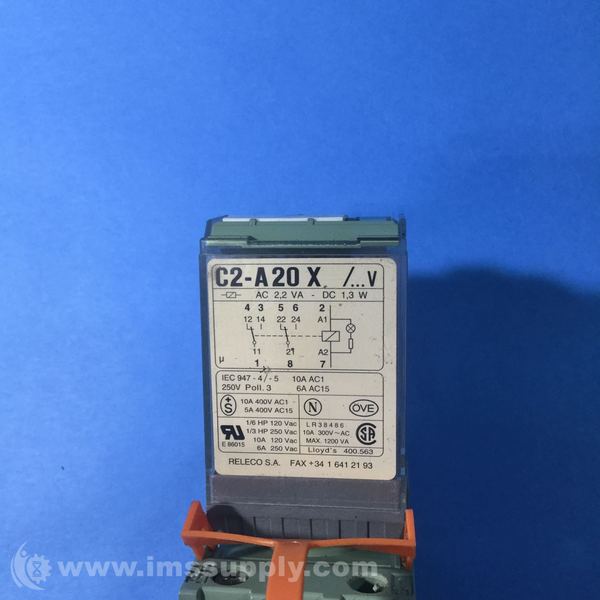 C2-A20 X /...V
AC 2,2 VA - DC 1,3 W
4 3 5 6 2
12 14 22 24 A1
11 21 A2
µ 1 8 7
IEC 947-4/-5 10A AC1
250V Poll. 3 6A AC15
+S 10A 400V AC1
5A 400V AC15
N
OVE
1/6 HP 120 Vac
1/3 HP 250 Vac
10A 120 Vac
6A 250 Vac
E 86015
LR38486
10A 300V~AC
MAX. 1200 VA
Lloyd's 400.563
RELECO S.A. FAX +34 1 641 21 93
www.imssupply.com